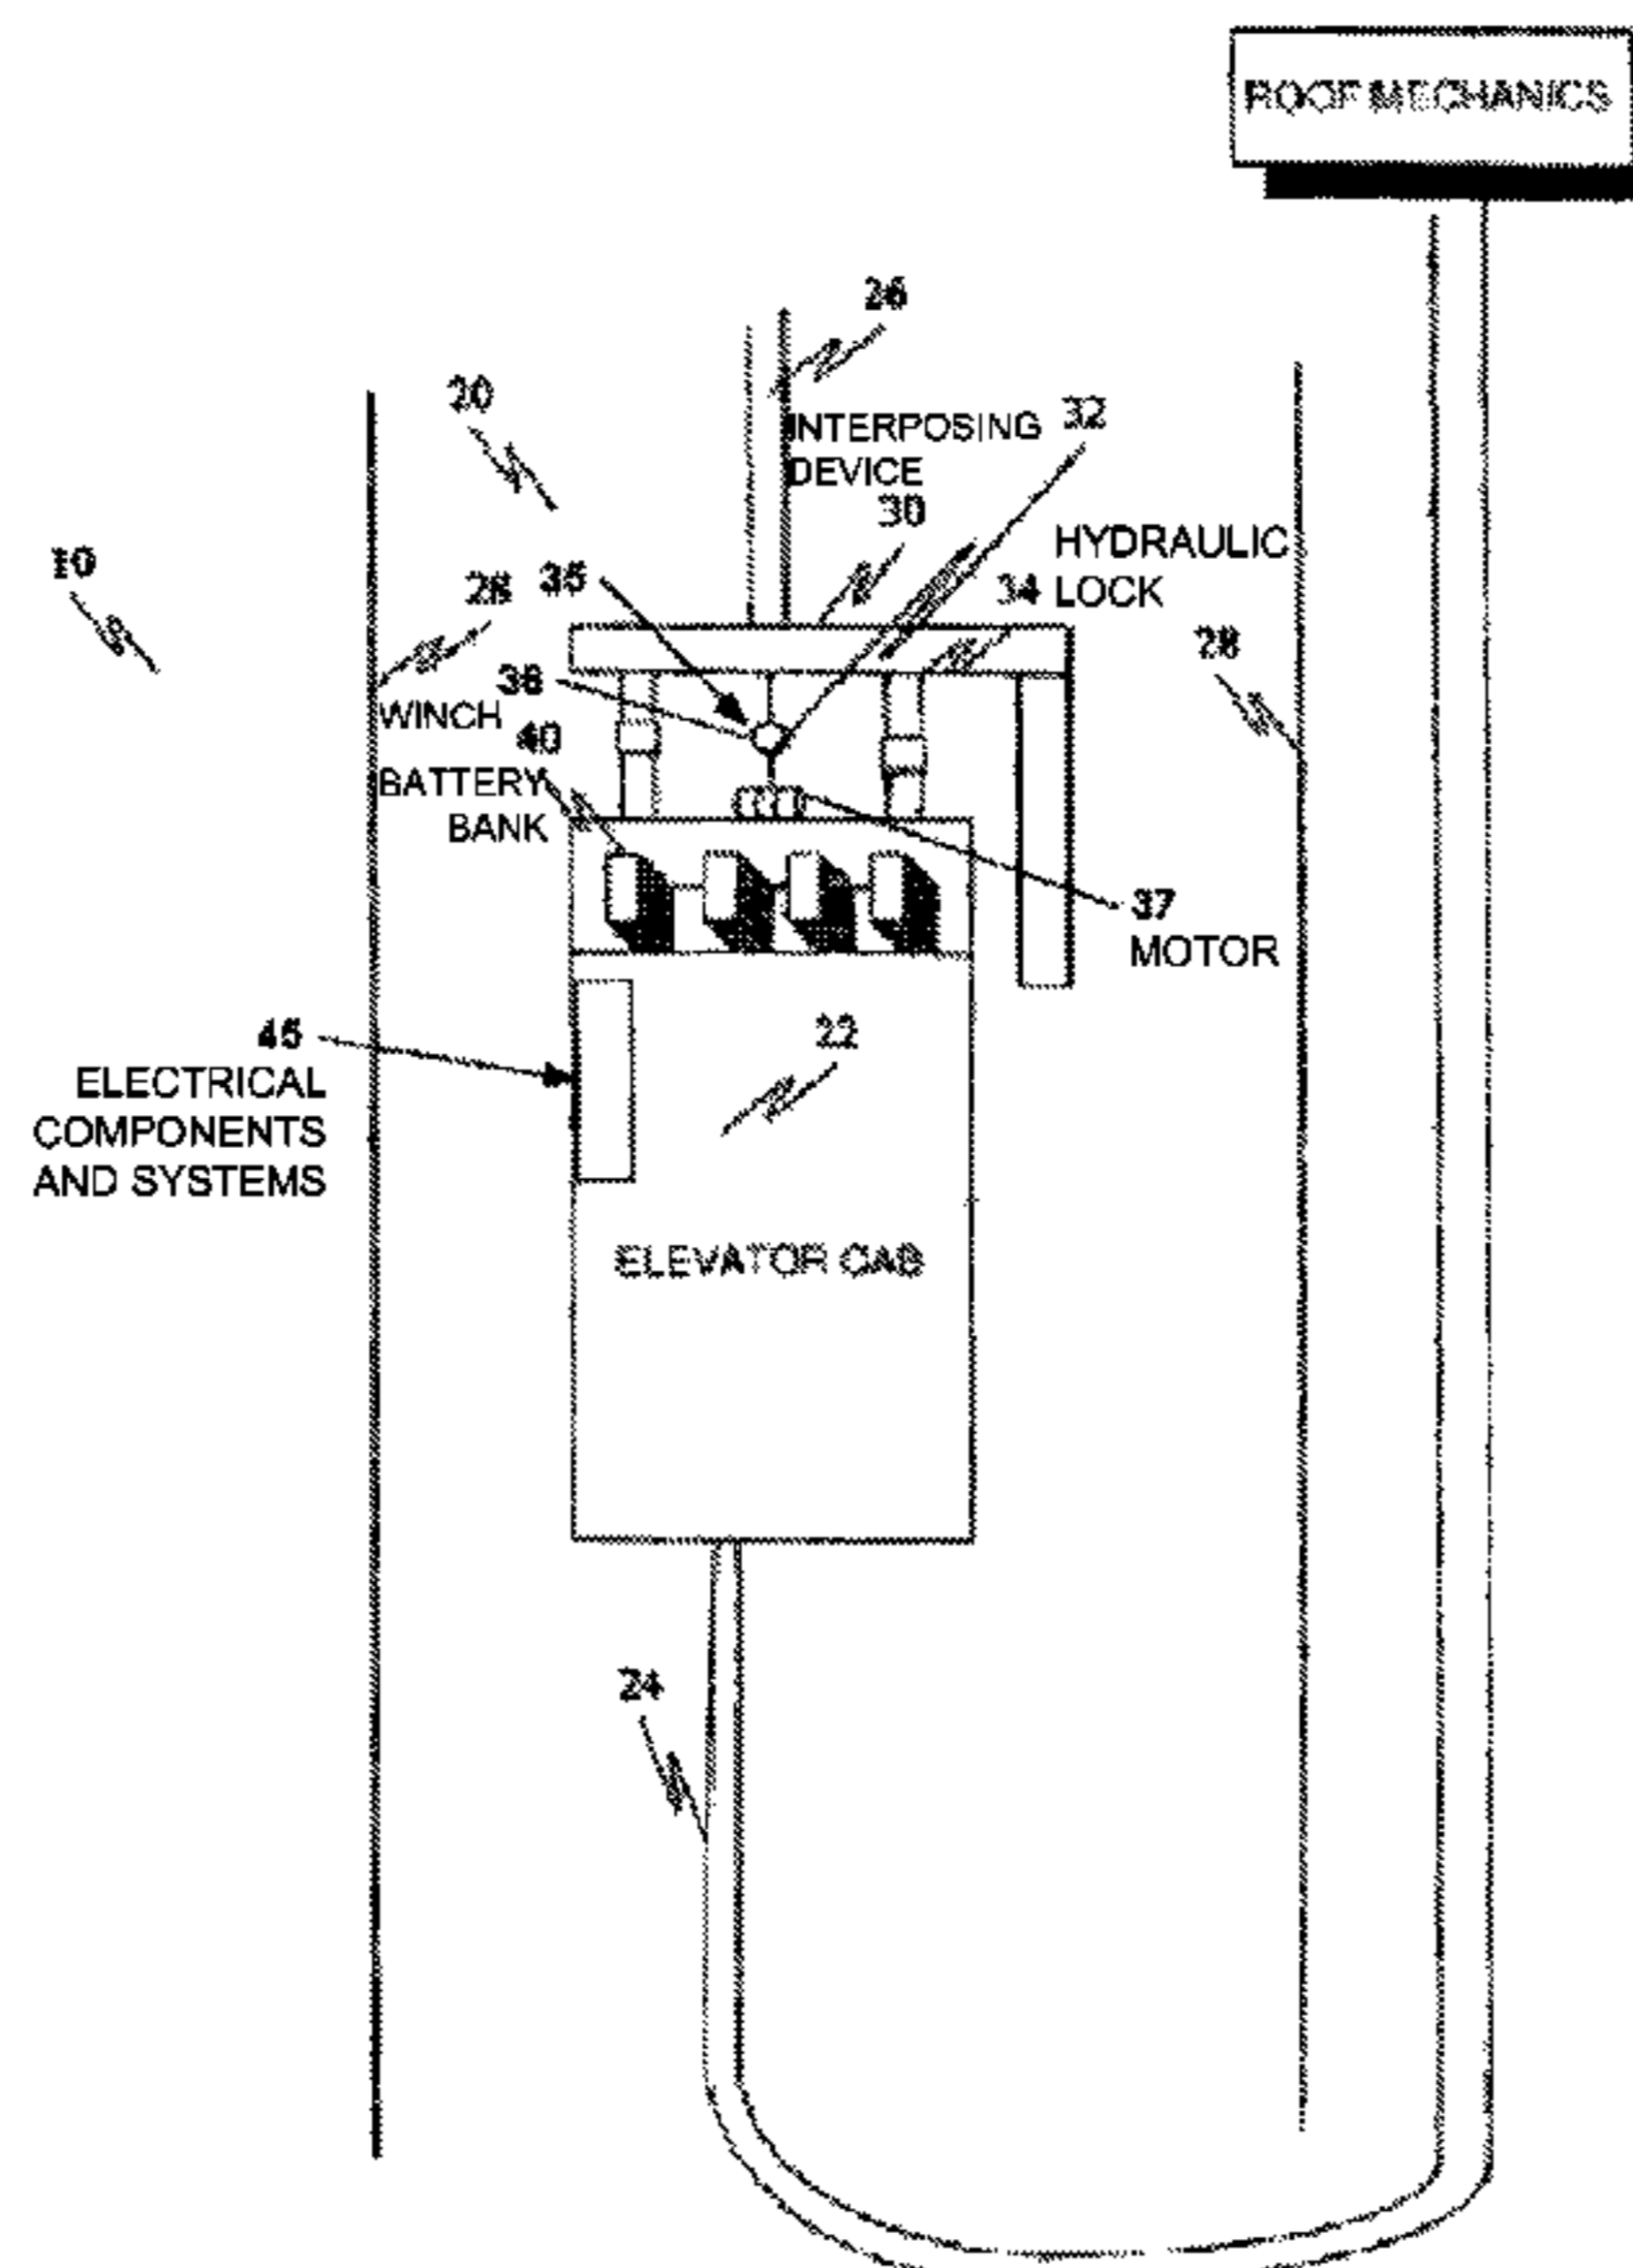 ROOF MECHANICS
26
20
INTERPOSING 32
DEVICE
30
10
28 35
34
HYDRAULIC
LOCK
28
36
WINCH
40
BATTERY
BANK
37
MOTOR
45
ELECTRICAL
COMPONENTS
AND SYSTEMS
22
ELEVATOR CAB
24